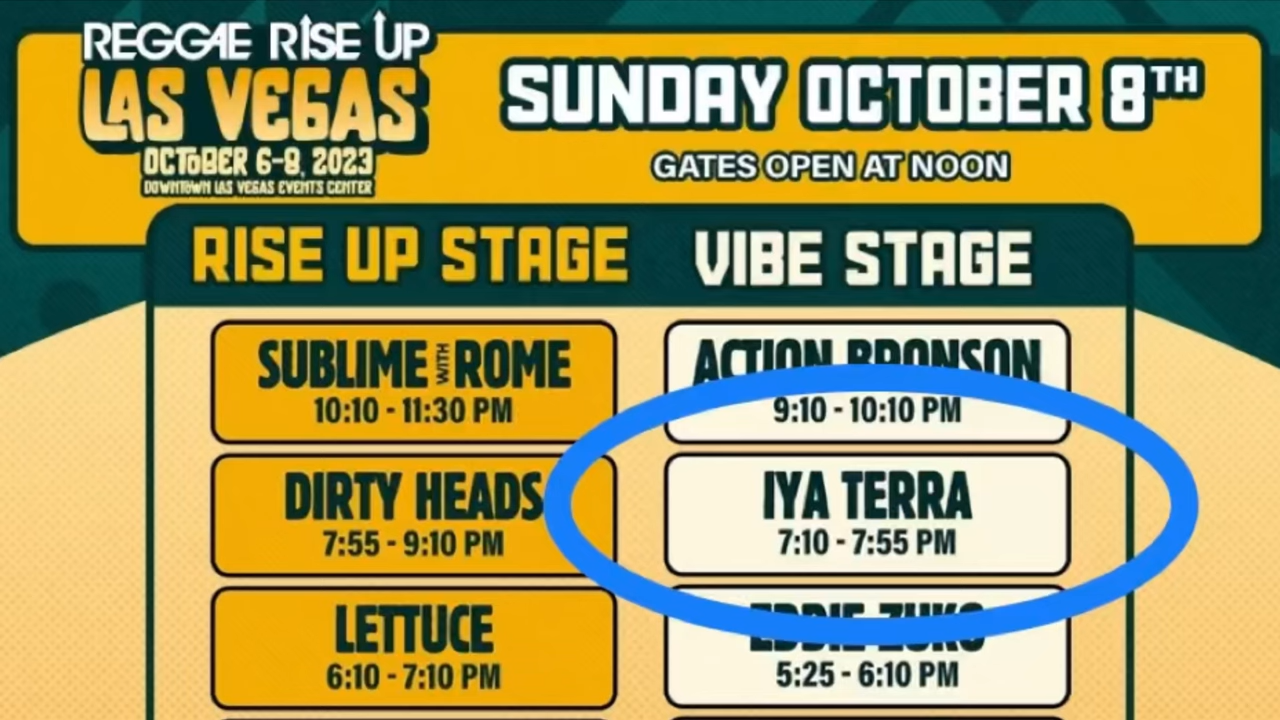 REGGAE RISE UP
LAS VEGAS
OCTOBER 6-8, 2023
DOWNTOWN LAS VEGAS EVENTS CENTER
SUNDAY OCTOBER 8TH
GATES OPEN AT NOON
RISE UP STAGE
VIBE STAGE
SUBLIME WITH ROME
10:10 - 11:30 PM
ACTION BRONSON
9:10 - 10:10 PM
DIRTY HEADS
7:55 - 9:10 PM
IYA TERRA
7:10 - 7:55 PM
LETTUCE
6:10 - 7:10 PM
EDDIE ZUKO
5:25 - 6:10 PM